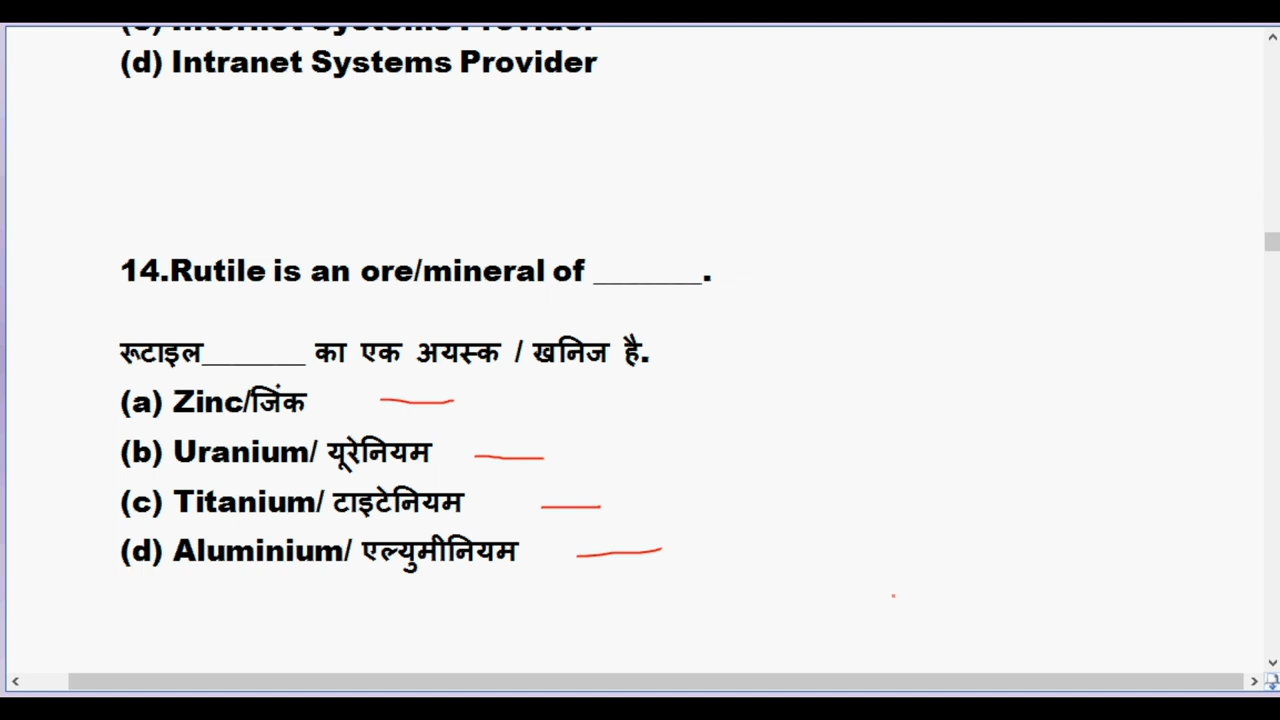 (d) Intranet Systems Provider
14.Rutile is an ore/mineral of _______.
रूटाइल_______ का एक अयस्क / खनिज है.
(a) Zinc/जिंक
(b) Uranium/ यूरेनियम
(c) Titanium/ टाइटेनियम
(d) Aluminium/ एल्युमीनियम